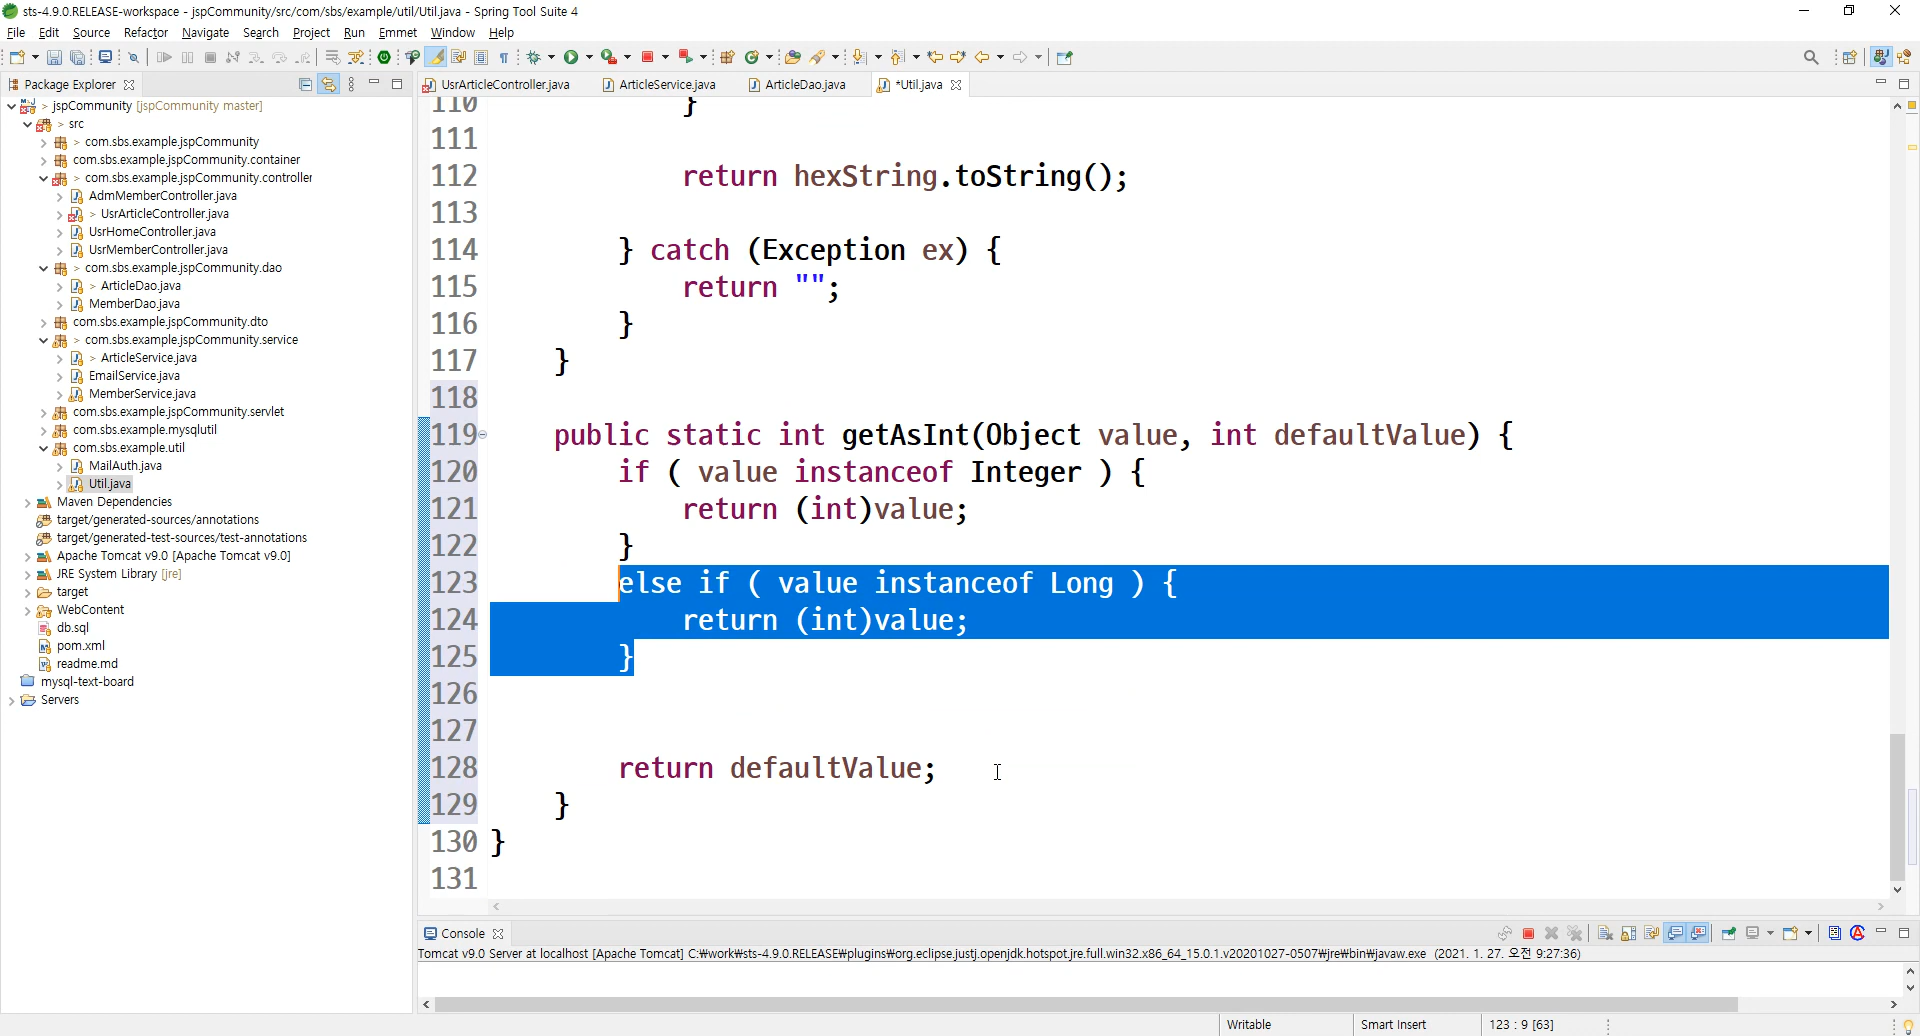 sts-4.9.0.RELEASE-workspace - jspCommunity/src/com/sbs/example/util/Util.java - Spring Tool Suite 4
File Edit Source Refactor Navigate Search Project Run Emmet Window Help
Package Explorer
UsrArticleController.java ArticleService.java ArticleDao.java *Util.java
> jspCommunity [jspCommunity master]
> src
> com.sbs.example.jspCommunity
com.sbs.example.jspCommunity.container
> com.sbs.example.jspCommunity.controller
AdmMemberController.java
> UsrArticleController.java
UsrHomeController.java
UsrMemberController.java
> com.sbs.example.jspCommunity.dao
> ArticleDao.java
MemberDao.java
com.sbs.example.jspCommunity.dto
> com.sbs.example.jspCommunity.service
> ArticleService.java
EmailService.java
MemberService.java
com.sbs.example.jspCommunity.servlet
com.sbs.example.mysqlutil
com.sbs.example.util
MailAuth.java
Util.java
Maven Dependencies
target/generated-sources/annotations
target/generated-test-sources/test-annotations
Apache Tomcat v9.0 [Apache Tomcat v9.0]
JRE System Library [jre]
target
WebContent
db.sql
pom.xml
readme.md
mysql-text-board
Servers
110 }
111
112 return hexString.toString();
113
114 } catch (Exception ex) {
115 return "";
116 }
117 }
118
119 public static int getAsInt(Object value, int defaultValue) {
120 if ( value instanceof Integer ) {
121 return (int)value;
122 }
123 else if ( value instanceof Long ) {
124 return (int)value;
125 }
126
127
128 return defaultValue;
129 }
130 }
131
Console
Tomcat v9.0 Server at localhost [Apache Tomcat] C:₩work₩sts-4.9.0.RELEASE₩plugins₩org.eclipse.justj.openjdk.hotspot.jre.full.win32.x86_64_15.0.1.v20201027-0507₩jre₩bin₩javaw.exe (2021. 1. 27. 오전 9:27:36)
Writable Smart Insert 123 : 9 [63]